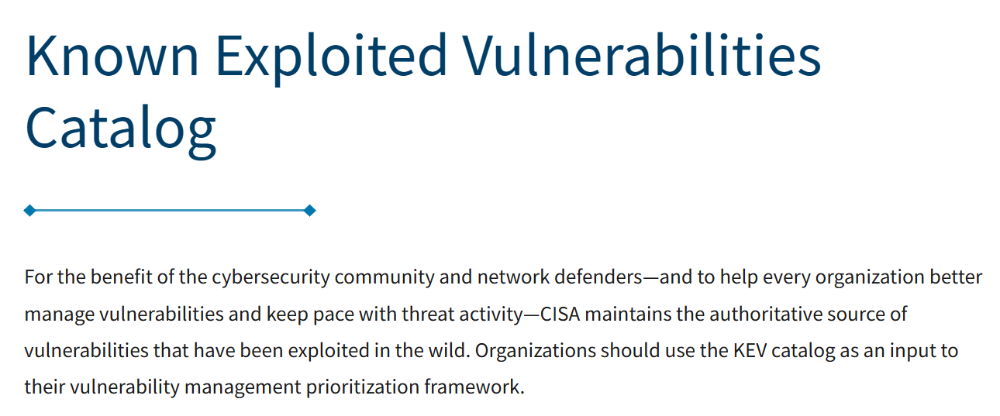 Known Exploited Vulnerabilities
Catalog
For the benefit of the cybersecurity community and network defenders—and to help every organization better
manage vulnerabilities and keep pace with threat activity—CISA maintains the authoritative source of
vulnerabilities that have been exploited in the wild. Organizations should use the KEV catalog as an input to
their vulnerability management prioritization framework.